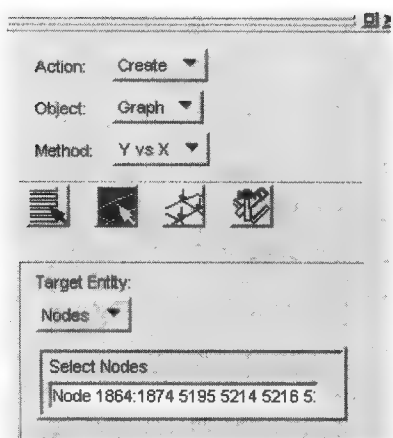 Action: Create
Object: Graph
Method: Y vs X
Target Entity:
Nodes
Select Nodes
Node 1864:1874 5195 5214 5216 5: